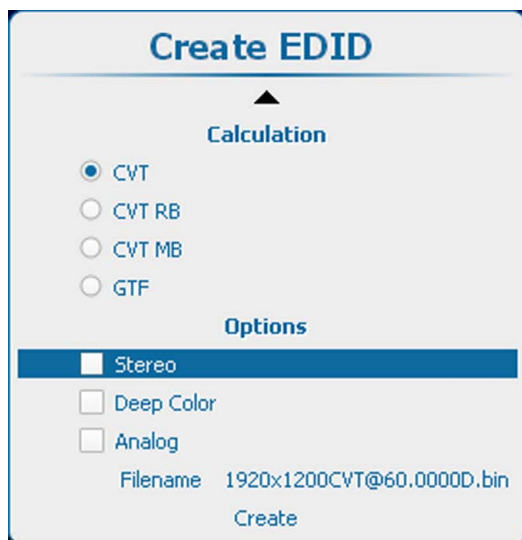 Create EDID
Calculation
CVT
CVT RB
CVT MB
GTF
Options
Stereo
Deep Color
Analog
Filename 1920x1200CVT@60.0000D.bin
Create